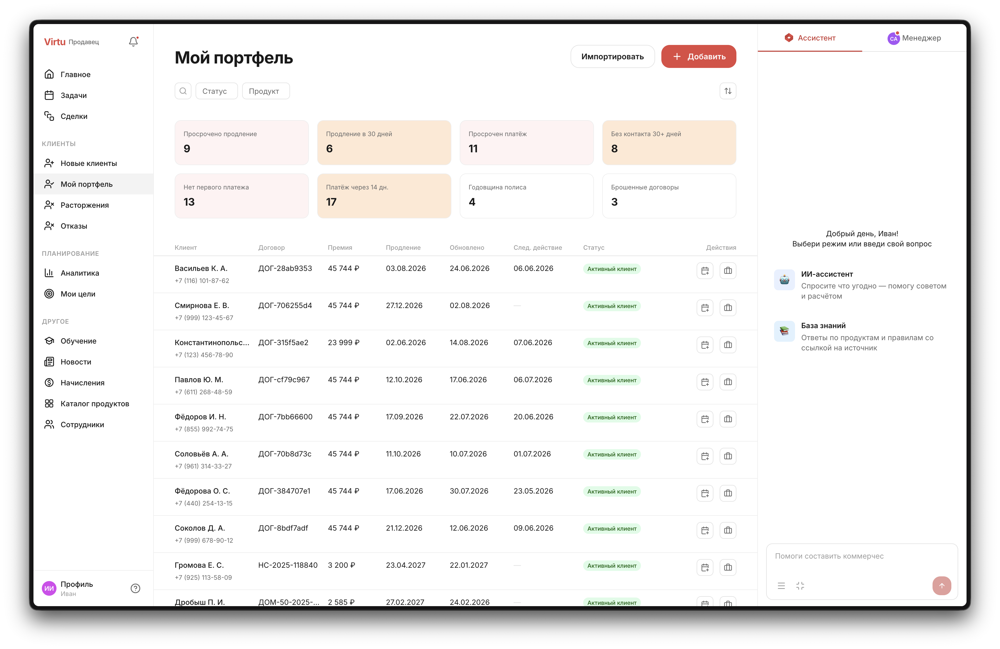 Virtu Продавец
Главное
Задачи
Сделки
КЛИЕНТЫ
Новые клиенты
Мой портфель
Расторжения
Отказы
ПЛАНИРОВАНИЕ
Аналитика
Мои цели
ДРУГОЕ
Обучение
Новости
Начисления
Каталог продуктов
Сотрудники
ИИ
Профиль
Иван
Мой портфель
Импортировать
Добавить
Статус
Продукт
Просрочено продление
9
Продление в 30 дней
6
Просрочен платёж
11
Без контакта 30+ дней
8
Нет первого платежа
13
Платёж через 14 дн.
17
Годовщина полиса
4
Брошенные договоры
3
Клиент Договор Премия Продление Обновлено След. действие Статус Действия
Васильев К. А. ДОГ-28ab9353 45 744 ₽ 03.08.2026 24.06.2026 06.06.2026 Активный клиент
+7 (116) 101-87-62
Смирнова Е. В. ДОГ-706255d4 45 744 ₽ 27.12.2026 02.08.2026 — Активный клиент
+7 (999) 123-45-67
Константинопольс... ДОГ-315f5ae2 23 999 ₽ 02.06.2026 14.08.2026 07.06.2026 Активный клиент
+7 (123) 456-78-90
Павлов Ю. М. ДОГ-cf79c967 45 744 ₽ 12.10.2026 17.06.2026 06.07.2026 Активный клиент
+7 (611) 268-48-59
Фёдоров И. Н. ДОГ-7bb66600 45 744 ₽ 17.09.2026 22.07.2026 20.06.2026 Активный клиент
+7 (855) 992-74-75
Соловьёв А. А. ДОГ-70b8d73c 45 744 ₽ 11.10.2026 10.07.2026 01.07.2026 Активный клиент
+7 (961) 314-33-27
Фёдорова О. С. ДОГ-384707e1 45 744 ₽ 17.06.2026 30.07.2026 23.05.2026 Активный клиент
+7 (440) 254-13-15
Соколов Д. А. ДОГ-8bdf7adf 45 744 ₽ 21.12.2026 12.06.2026 09.06.2026 Активный клиент
+7 (999) 678-90-12
Громова Е. С. НС-2025-118840 3 200 ₽ 23.04.2027 22.01.2027 — Активный клиент
+7 (925) 113-58-09
Дробыш П. И. ДОМ-50-2025-... 2 585 ₽ 27.02.2027 24.02.2026 — Активный клиент
Ассистент
СА Менеджер
Добрый день, Иван!
Выбери режим или введи свой вопрос
ИИ-ассистент
Спросите что угодно — помогу советом
и расчётом
База знаний
Ответы по продуктам и правилам со
ссылкой на источник
Помоги составить коммерчес